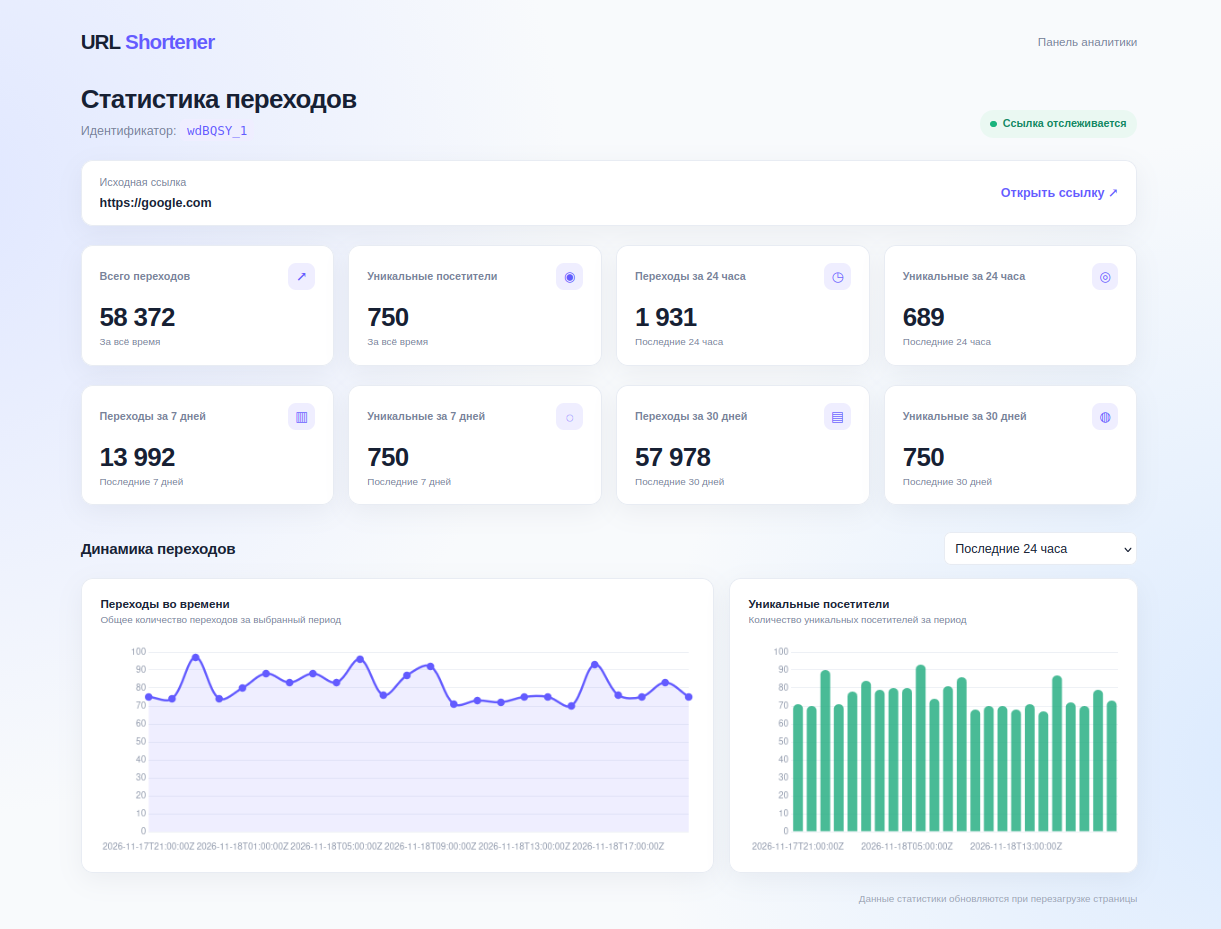 URL Shortener
Панель аналитики
Статистика переходов
Идентификатор: wdBQSY_1
Ссылка отслеживается
Исходная ссылка
https://google.com
Открыть ссылку ↗
Всего переходов
58 372
За всё время
Уникальные посетители
750
За всё время
Переходы за 24 часа
1 931
Последние 24 часа
Уникальные за 24 часа
689
Последние 24 часа
Переходы за 7 дней
13 992
Последние 7 дней
Уникальные за 7 дней
750
Последние 7 дней
Переходы за 30 дней
57 978
Последние 30 дней
Уникальные за 30 дней
750
Последние 30 дней
Динамика переходов
Последние 24 часа
Переходы во времени
Общее количество переходов за выбранный период
100
90
80
70
60
50
40
30
20
10
0
2026-11-17T21:00:00Z 2026-11-18T01:00:00Z 2026-11-18T05:00:00Z 2026-11-18T09:00:00Z 2026-11-18T13:00:00Z 2026-11-18T17:00:00Z
Уникальные посетители
Количество уникальных посетителей за период
100
90
80
70
60
50
40
30
20
10
0
2026-11-17T21:00:00Z 2026-11-18T05:00:00Z 2026-11-18T13:00:00Z
Данные статистики обновляются при перезагрузке страницы